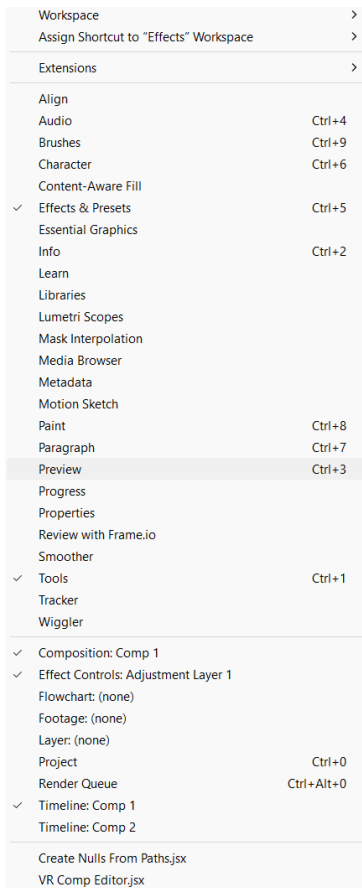 Workspace
Assign Shortcut to “Effects” Workspace
Extensions
Align
Audio Ctrl+4
Brushes Ctrl+9
Character Ctrl+6
Content-Aware Fill
Effects & Presets Ctrl+5
Essential Graphics
Info Ctrl+2
Learn
Libraries
Lumetri Scopes
Mask Interpolation
Media Browser
Metadata
Motion Sketch
Paint Ctrl+8
Paragraph Ctrl+7
Preview Ctrl+3
Progress
Properties
Review with Frame.io
Smoother
Tools Ctrl+1
Tracker
Wiggler
Composition: Comp 1
Effect Controls: Adjustment Layer 1
Flowchart: (none)
Footage: (none)
Layer: (none)
Project Ctrl+0
Render Queue Ctrl+Alt+0
Timeline: Comp 1
Timeline: Comp 2
Create Nulls From Paths.jsx
VR Comp Editor.jsx